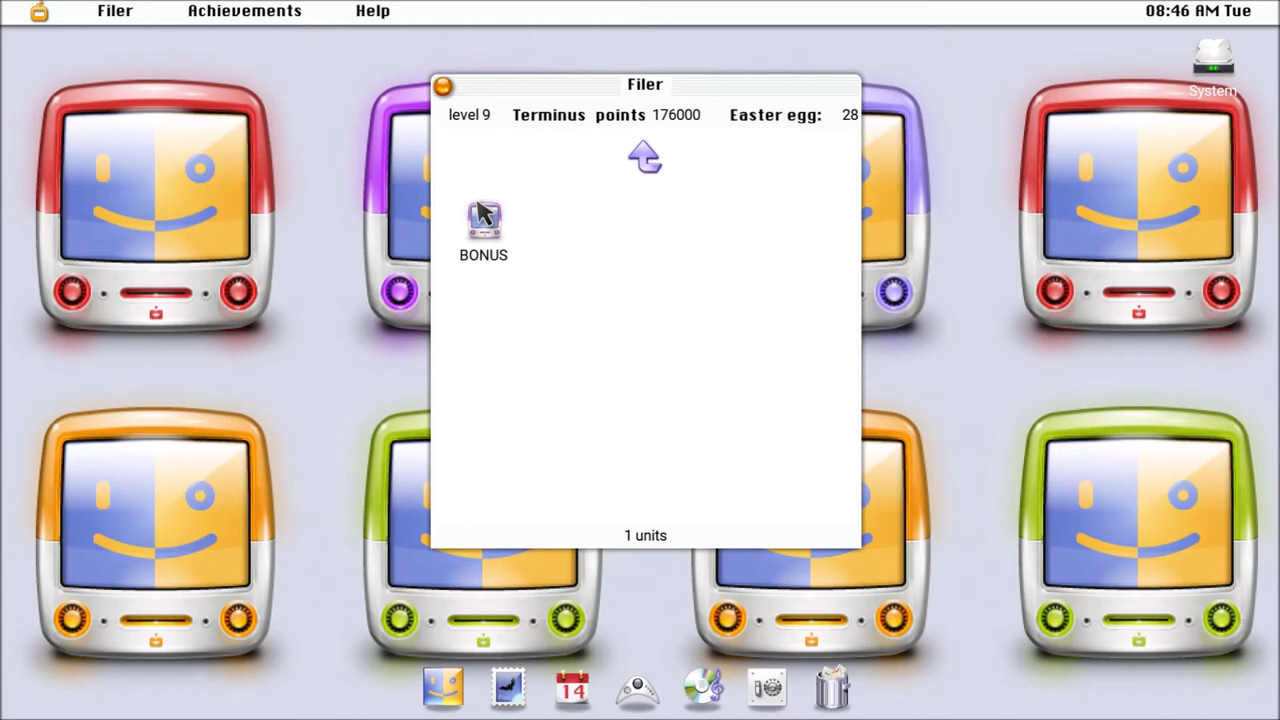 Filer Achievements Help 08:46 AM Tue
System
Filer
level 9 Terminus points 176000 Easter egg: 28
BONUS
1 units
14